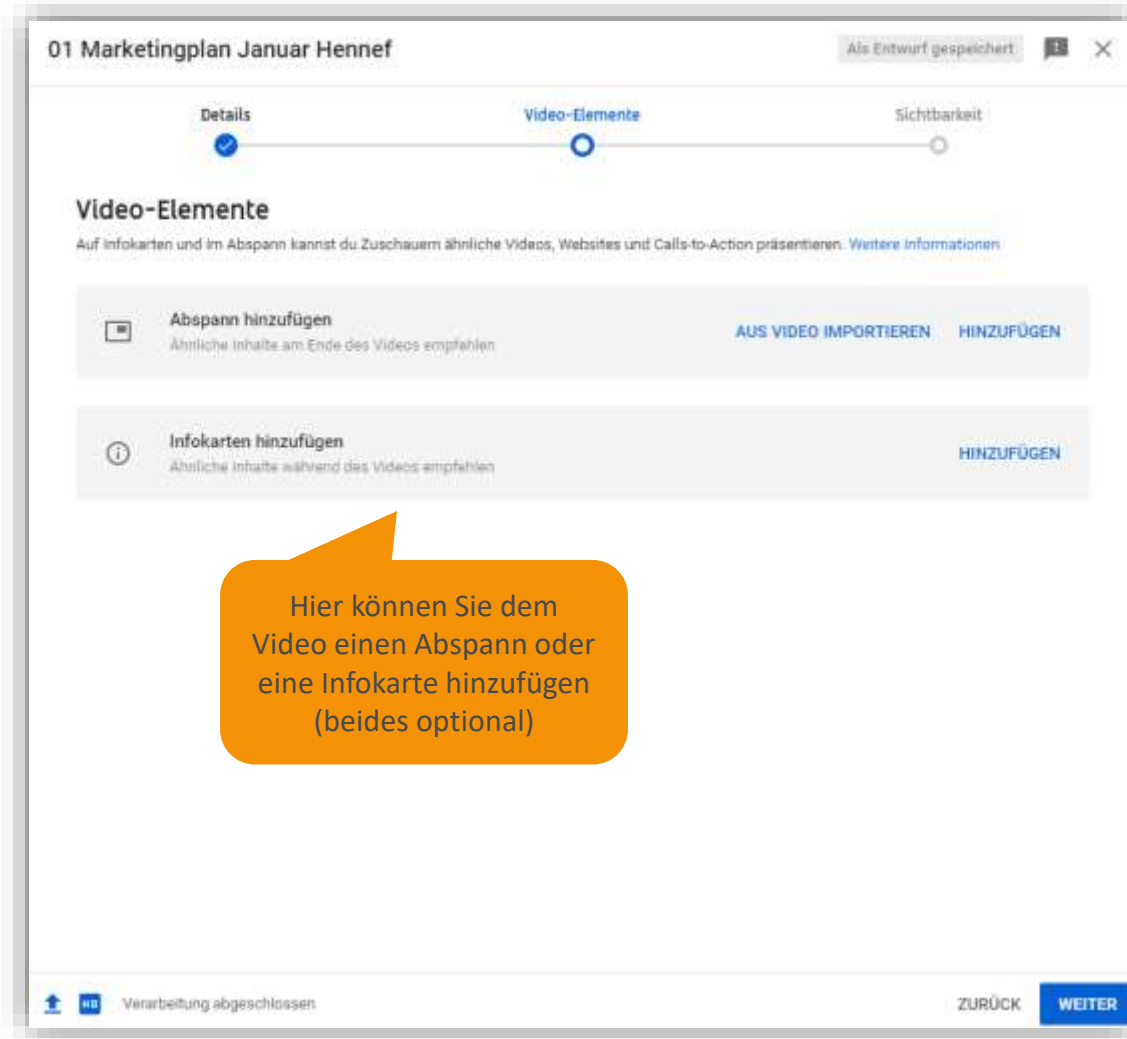 01 Marketingplan Januar Hennef
Als Entwurf gespeichert
Details
Video-Elemente
Sichtbarkeit
Video-Elemente
Auf Infokarten und im Abspann kannst du Zuschauern ähnliche Videos, Websites und Calls-to-Action präsentieren. Weitere Informationen
Abspann hinzufügen
AUS VIDEO IMPORTIEREN
HINZUFÜGEN
Ähnliche Inhalte am Ende des Videos empfehlen
Infokarten hinzufügen
HINZUFÜGEN
Ähnliche Inhalte während des Videos empfehlen
Hier können Sie dem
Video einen Abspann oder
eine Infokarte hinzufügen
(beides optional)
HD
Verarbeitung abgeschlossen
ZURÜCK
WEITER